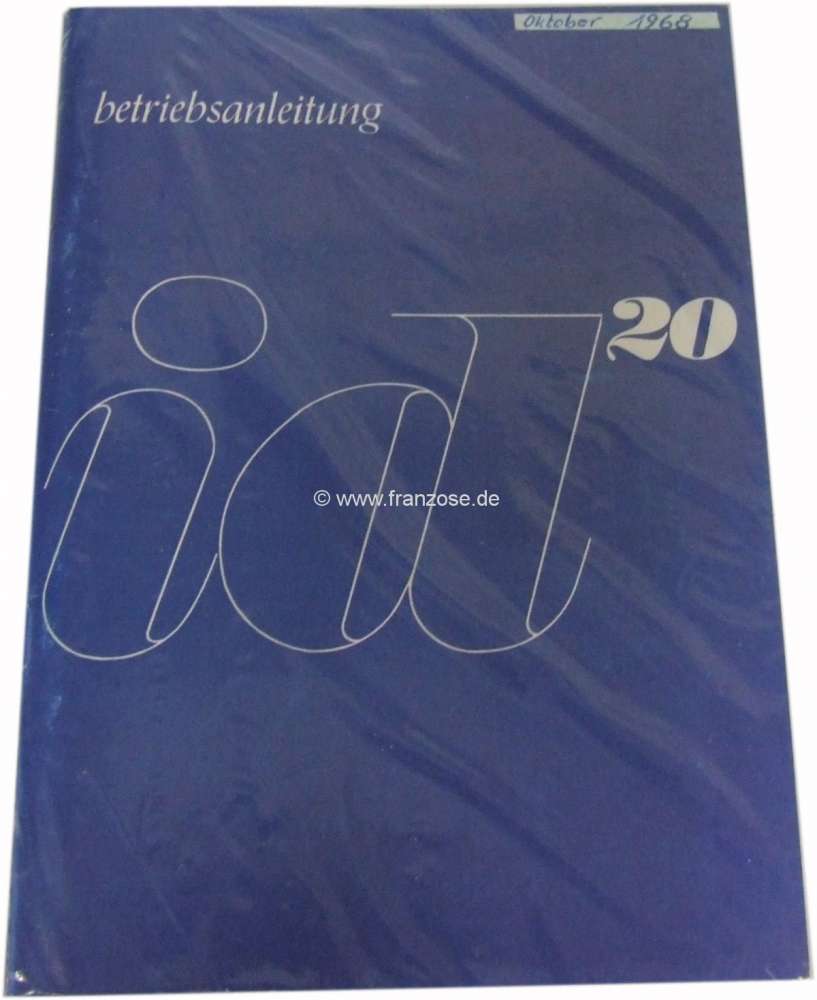 Oktober 1968
betriebsanleitung
id 20
© www.franzose.de